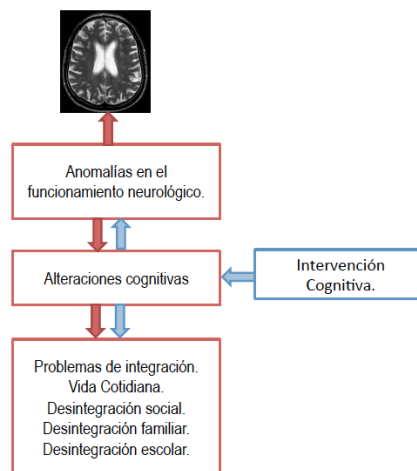 Anomalías en el
funcionamiento neurológico.
Alteraciones cognitivas
Intervención
Cognitiva.
Problemas de integración.
Vida Cotidiana.
Desintegración social.
Desintegración familiar.
Desintegración escolar.